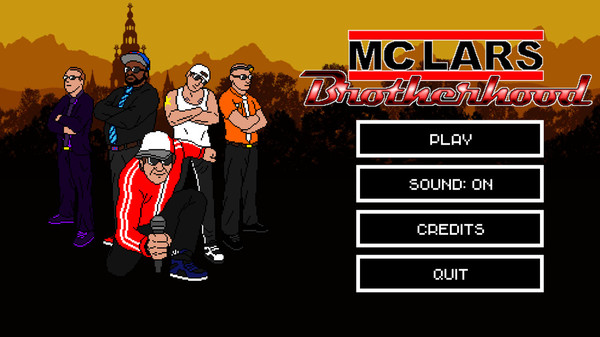 MC LARS
Brotherhood
PLAY
SOUND: ON
CREDITS
QUIT